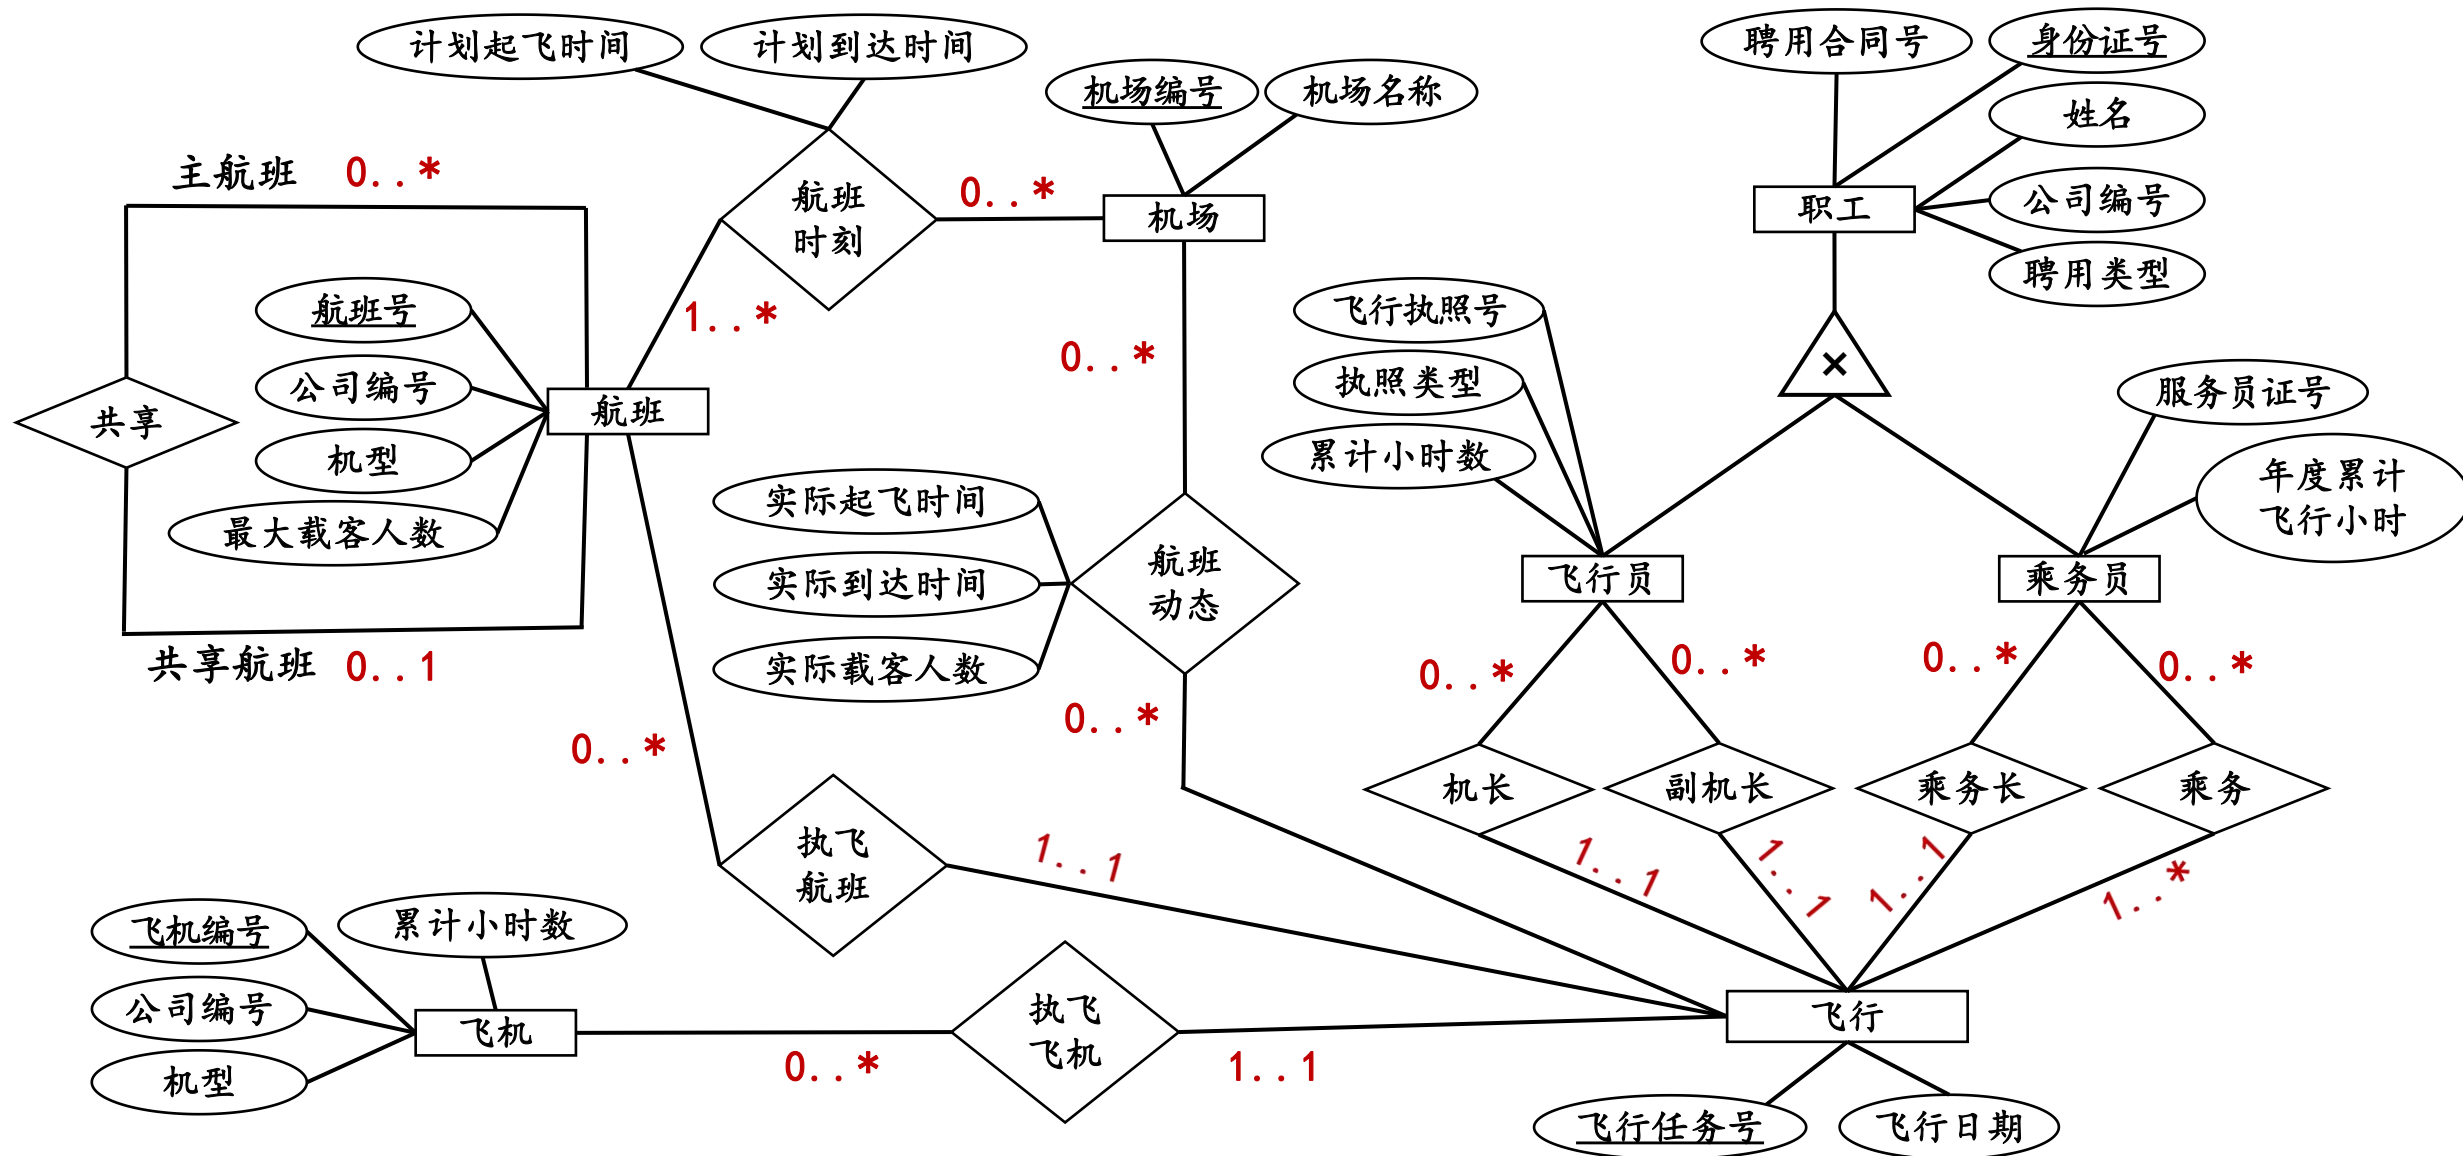 计划起飞时间
计划到达时间
聘用合同号
身份证号
机场编号
机场名称
姓名
主航班 0..*
航班
时刻
0..*
机场
职工
公司编号
聘用类型
航班号
1..*
飞行执照号
0..*
×
公司编号
执照类型
服务员证号
共享
航班
机型
累计小时数
年度累计
飞行小时
最大载客人数
实际起飞时间
航班
动态
实际到达时间
飞行员
乘务员
共享航班 0..1
实际载客人数
0..*
0..*
0..*
0..*
0..*
0..*
机长
副机长
乘务长
乘务
执飞
航班
1..1
1..1
1..1
1..1
1..*
飞机编号
累计小时数
公司编号
飞机
执飞
飞机
飞行
0..*
1..1
机型
飞行任务号
飞行日期